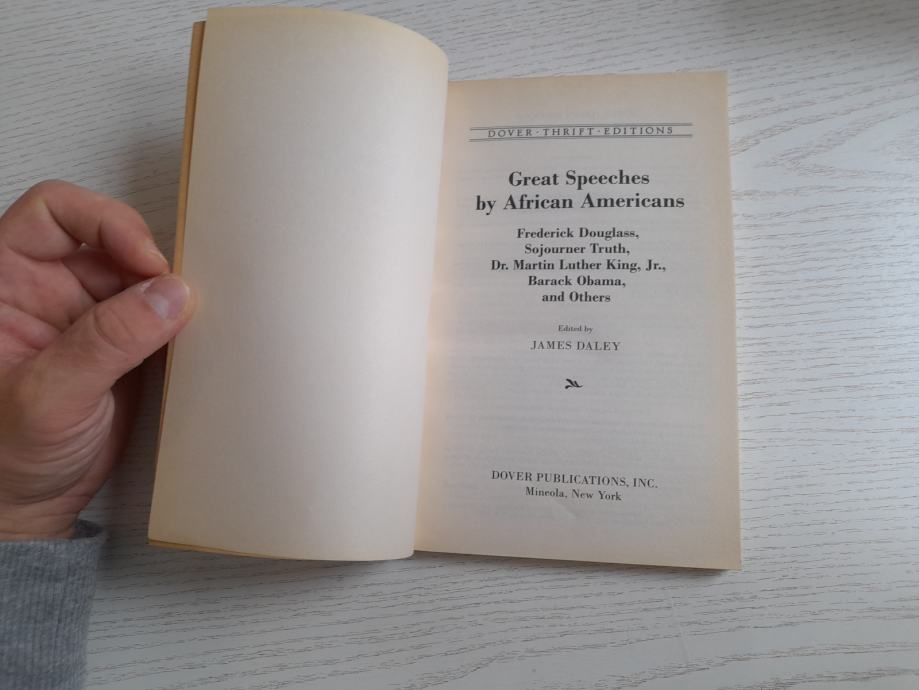 DOVER · THRIFT · EDITIONS
Great Speeches
by African Americans
Frederick Douglass,
Sojourner Truth,
Dr. Martin Luther King, Jr.,
Barack Obama,
and Others
Edited by
JAMES DALEY
DOVER PUBLICATIONS, INC.
Mineola, New York